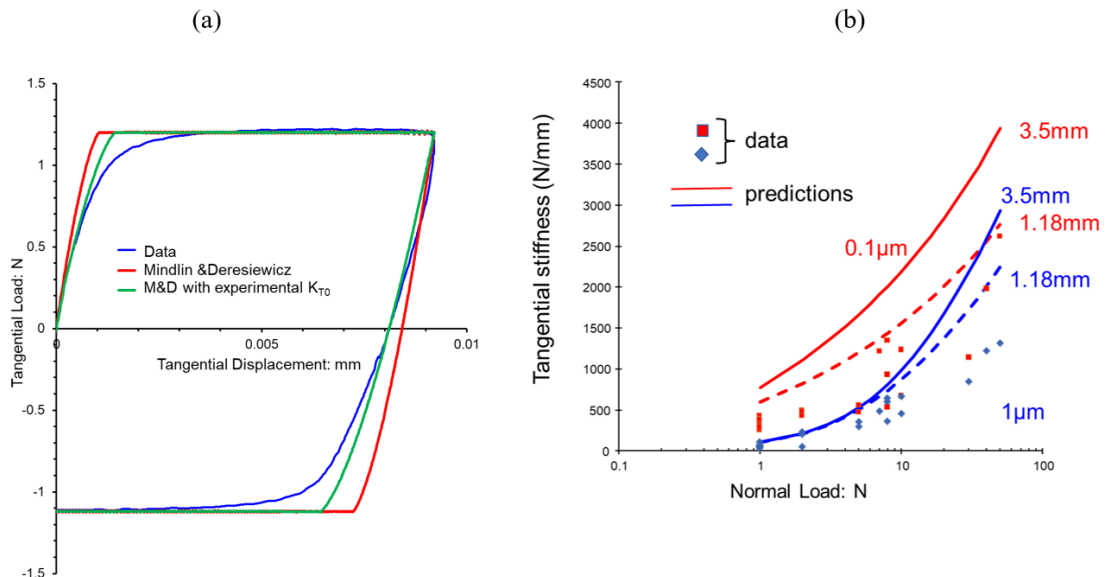 (a)
(b)
1.5
1
0.5
0
-0.5
-1
-1.5
Tangential Load: N
0.005
0.01
Tangential Displacement: mm
Data
Mindlin &Deresiewicz
M&D with experimental KT0
4500
4000
3500
3000
2500
2000
1500
1000
500
0
Tangential stiffness (N/mm)
data
predictions
3.5mm
3.5mm
1.18mm
0.1µm
1.18mm
1µm
0.1
1
10
100
Normal Load: N